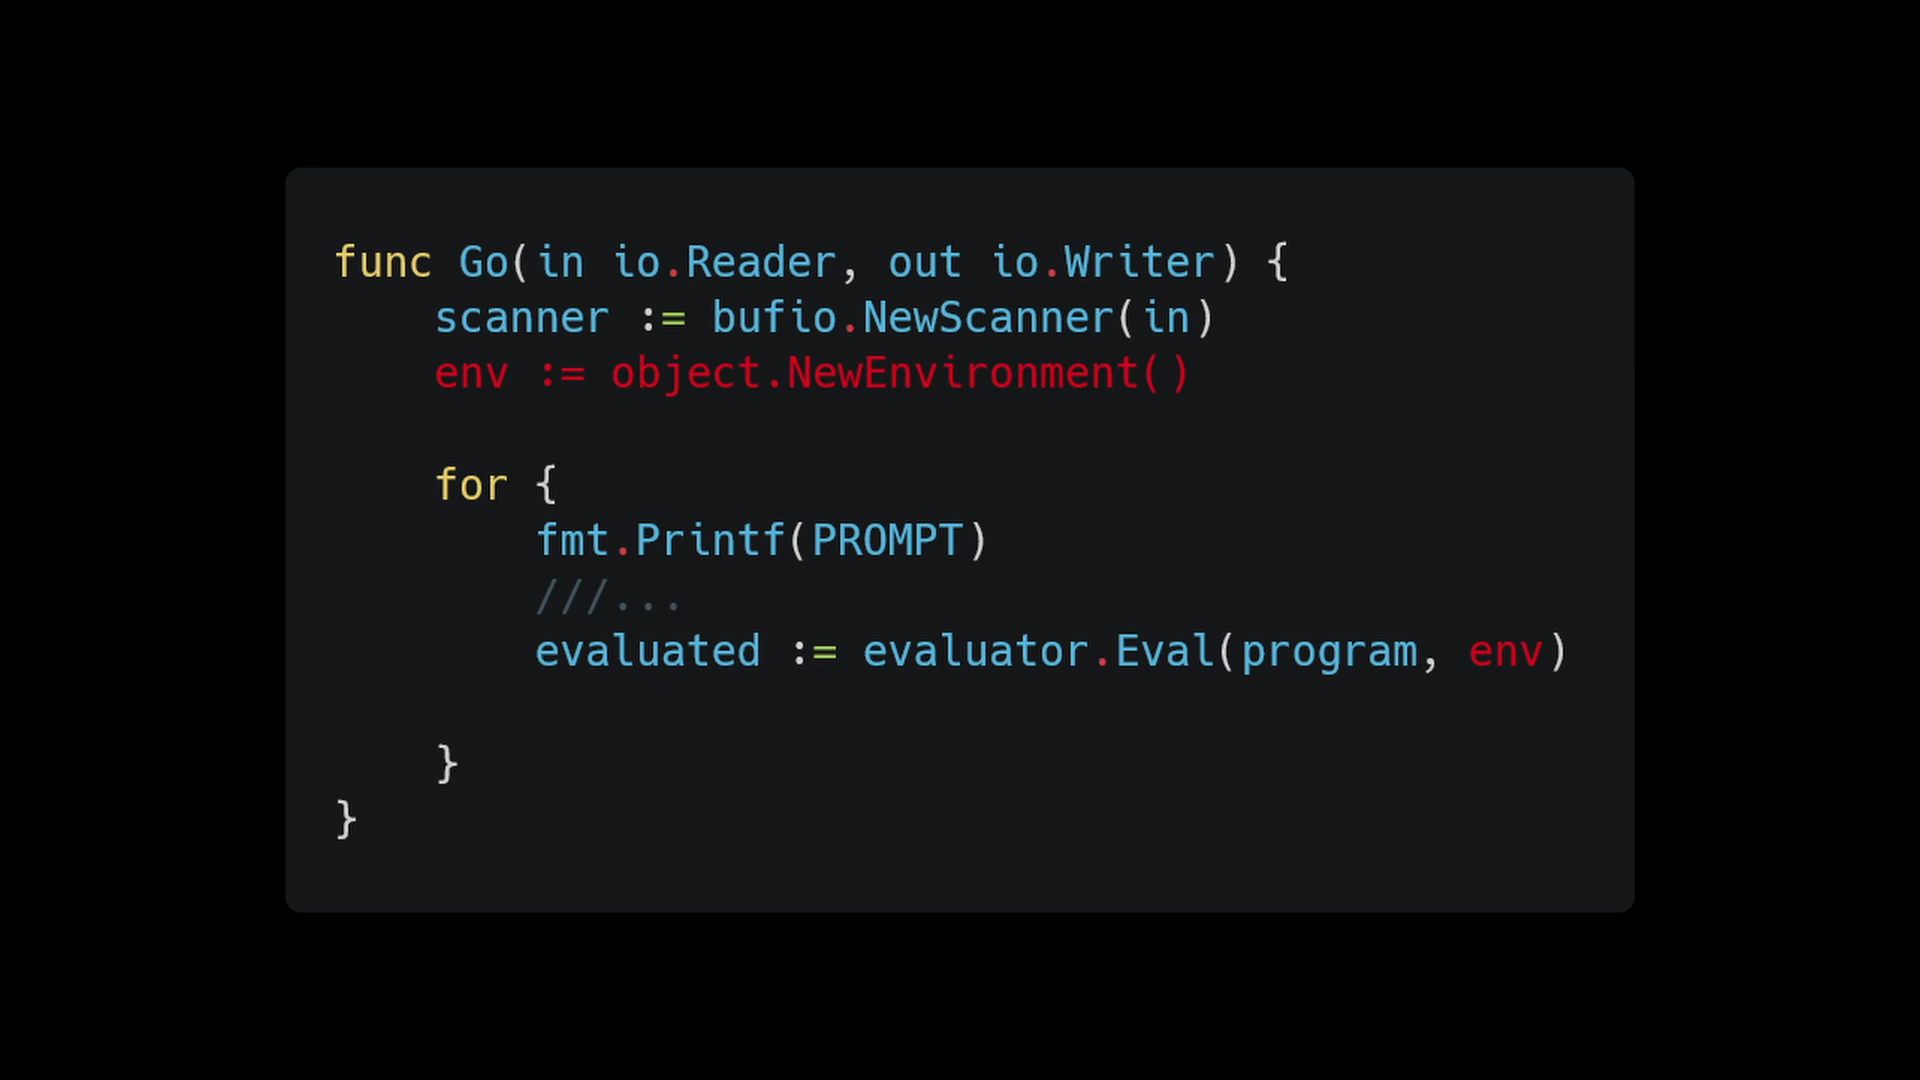 func Go(in io.Reader, out io.Writer) {
    scanner := bufio.NewScanner(in)
    env := object.NewEnvironment()

    for {
        fmt.Printf(PROMPT)
        ///...
        evaluated := evaluator.Eval(program, env)

    }
}